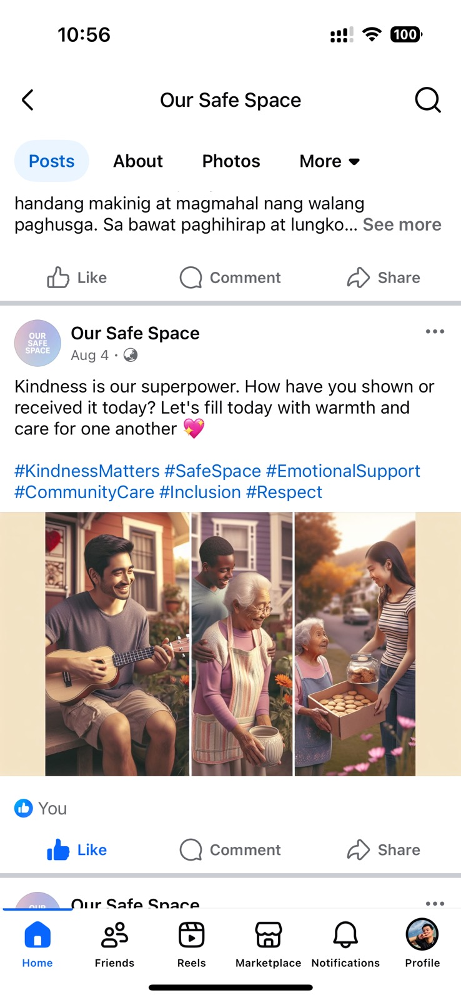 10:56
100
Our Safe Space
Posts
About
Photos
More
handang makinig at magmahal nang walang
paghusga. Sa bawat paghihirap at lungko... See more
Like
Comment
Share
OUR
SAFE
SPACE
Our Safe Space
Aug 4 ·
Kindness is our superpower. How have you shown or
received it today? Let's fill today with warmth and
care for one another 💖
#KindnessMatters #SafeSpace #EmotionalSupport
#CommunityCare #Inclusion #Respect
You
Like
Comment
Share
OUR
Our Safe Space
Home
Friends
Reels
Marketplace
Notifications
Profile